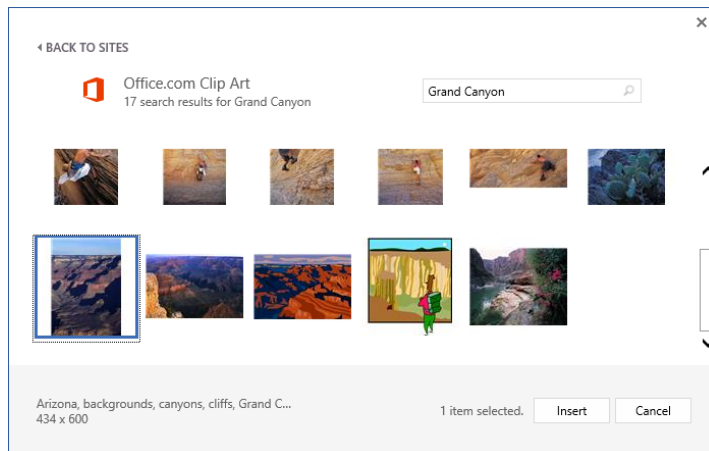 BACK TO SITES
Office.com Clip Art
17 search results for Grand Canyon
Grand Canyon
Arizona, backgrounds, canyons, cliffs, Grand C...
434 x 600
1 item selected.
Insert
Cancel